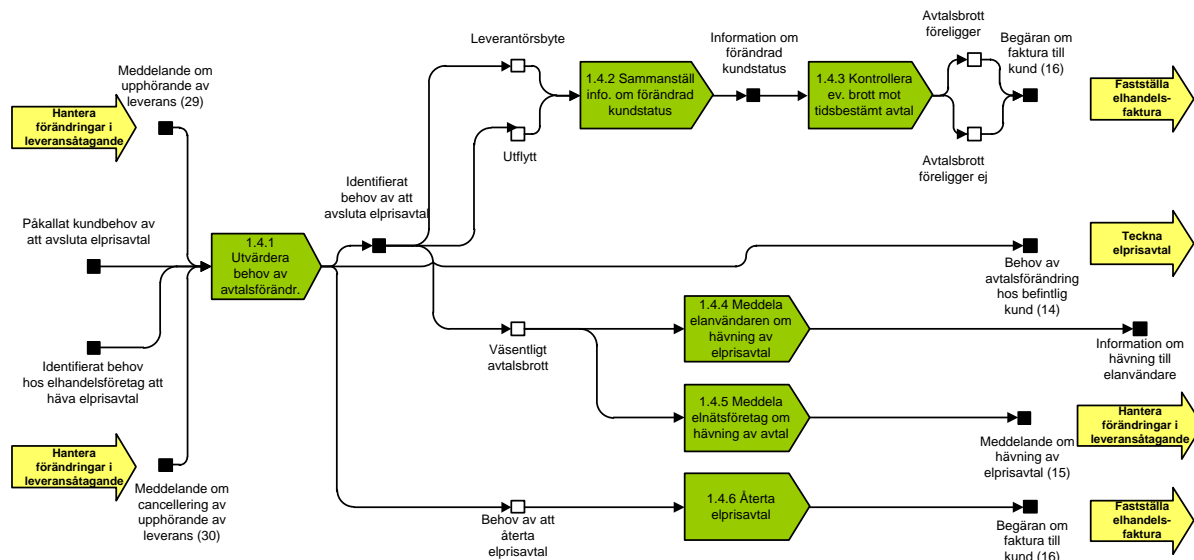 Hantera
förändringar i
leveransåtagande
Meddelande om
upphörande av
leverans (29)
Påkallat kundbehov av
att avsluta elprisavtal
Identifierat behov
hos elhandelsföretag att
häva elprisavtal
Hantera
förändringar i
leveransåtagande
Meddelande om
cancellering av
upphörande av
leverans (30)
1.4.1
Utvärdera
behov av
avtalsförändr.
Identifierat
behov av att
avsluta elprisavtal
Leverantörsbyte
Utflytt
1.4.2 Sammanställ
info. om förändrad
kundstatus
Information om
förändrad
kundstatus
1.4.3 Kontrollera
ev. brott mot
tidsbestämt avtal
Avtalsbrott
föreligger
Avtalsbrott
föreligger ej
Begäran om
faktura till
kund (16)
Fastställa
elhandels-
faktura
Behov av
avtalsförändring
hos befintlig
kund (14)
Teckna
elprisavtal
Väsentligt
avtalsbrott
1.4.4 Meddela
elanvändaren om
hävning av
elprisavtal
Information om
hävning till
elanvändare
1.4.5 Meddela
elnätsföretag om
hävning av avtal
Meddelande om
hävning av
elprisavtal (15)
Hantera
förändringar i
leveransåtagande
Behov av att
återta
elprisavtal
1.4.6 Återta
elprisavtal
Begäran om
faktura till
kund (16)
Fastställa
elhandels-
faktura